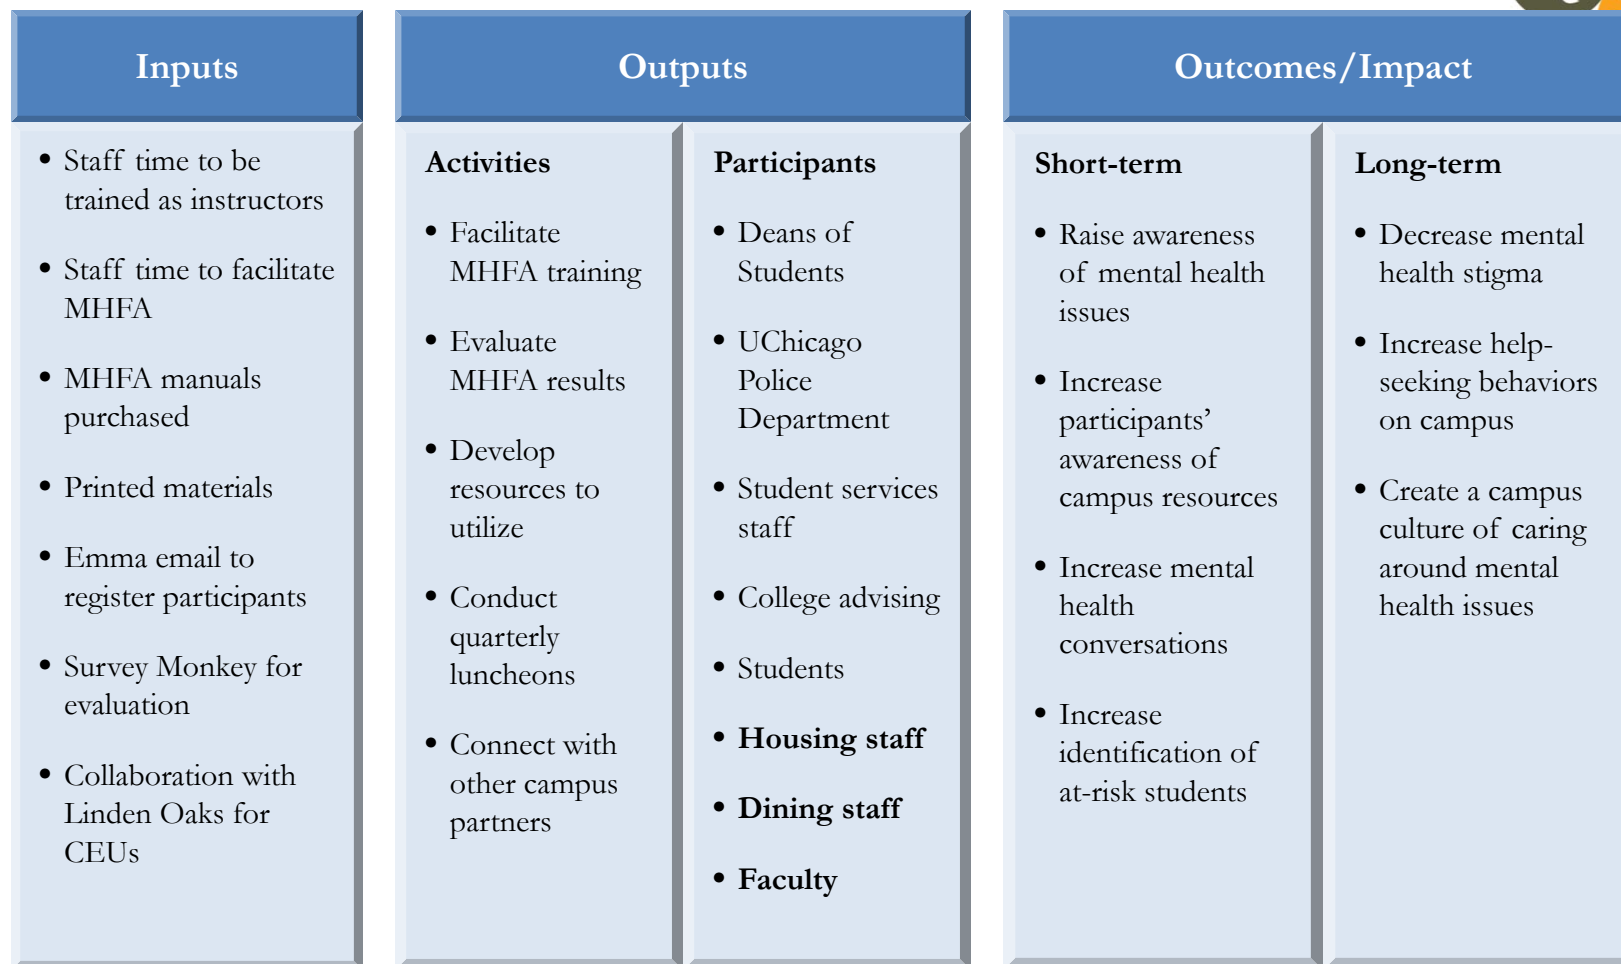 Inputs
• Staff time to be
trained as instructors
• Staff time to facilitate
MHFA
• MHFA manuals
purchased
• Printed materials
• Emma email to
register participants
• Survey Monkey for
evaluation
• Collaboration with
Linden Oaks for
CEUs
Outputs
Activities
• Facilitate
MHFA training
• Evaluate
MHFA results
• Develop
resources to
utilize
• Conduct
quarterly
luncheons
• Connect with
other campus
partners
Participants
• Deans of
Students
• UChicago
Police
Department
• Student services
staff
• College advising
• Students
• Housing staff
• Dining staff
• Faculty
Outcomes/Impact
Short-term
• Raise awareness
of mental health
issues
• Increase
participants’
awareness of
campus resources
• Increase mental
health
conversations
• Increase
identification of
at-risk students
Long-term
• Decrease mental
health stigma
• Increase help-
seeking behaviors
on campus
• Create a campus
culture of caring
around mental
health issues